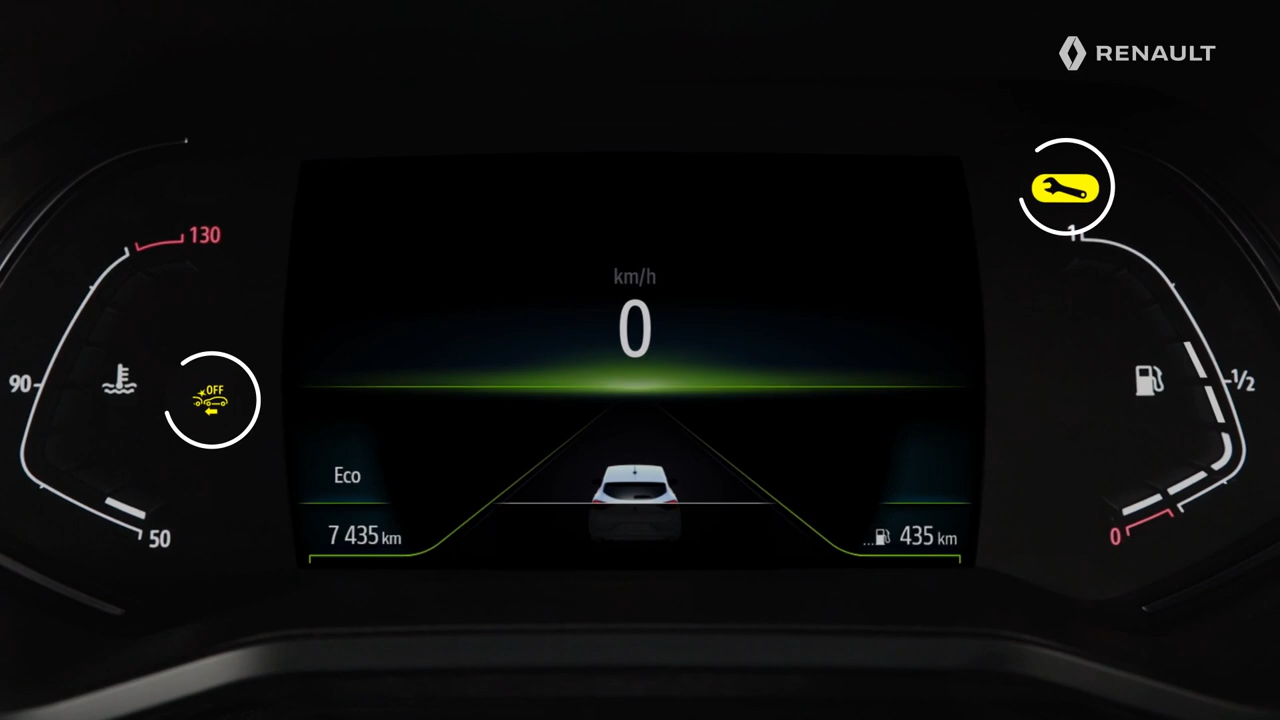 RENAULT
130
90
50
OFF
km/h
0
Eco
7 435 km
...435 km
1
1/2
0